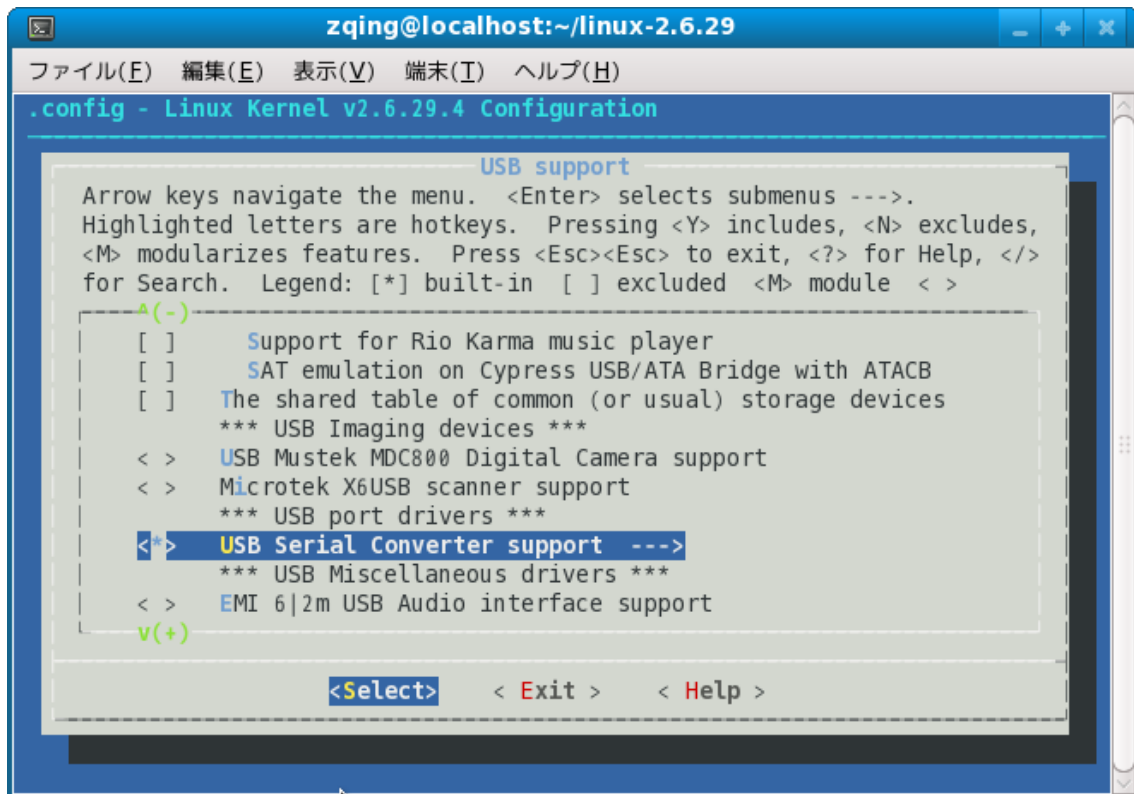 zqing@localhost:~/linux-2.6.29
ファイル(F) 編集(E) 表示(V) 端末(T) ヘルプ(H)
.config - Linux Kernel v2.6.29.4 Configuration
USB support
Arrow keys navigate the menu. <Enter> selects submenus --->.
Highlighted letters are hotkeys. Pressing <Y> includes, <N> excludes,
<M> modularizes features. Press <Esc><Esc> to exit, <?> for Help, </>
for Search. Legend: [*] built-in [ ] excluded <M> module < >
^(-)
[ ] Support for Rio Karma music player
[ ] SAT emulation on Cypress USB/ATA Bridge with ATACB
[ ] The shared table of common (or usual) storage devices
*** USB Imaging devices ***
< > USB Mustek MDC800 Digital Camera support
< > Microtek X6USB scanner support
*** USB port drivers ***
<*> USB Serial Converter support --->
*** USB Miscellaneous drivers ***
< > EMI 6|2m USB Audio interface support
v(+)
<Select> < Exit > < Help >